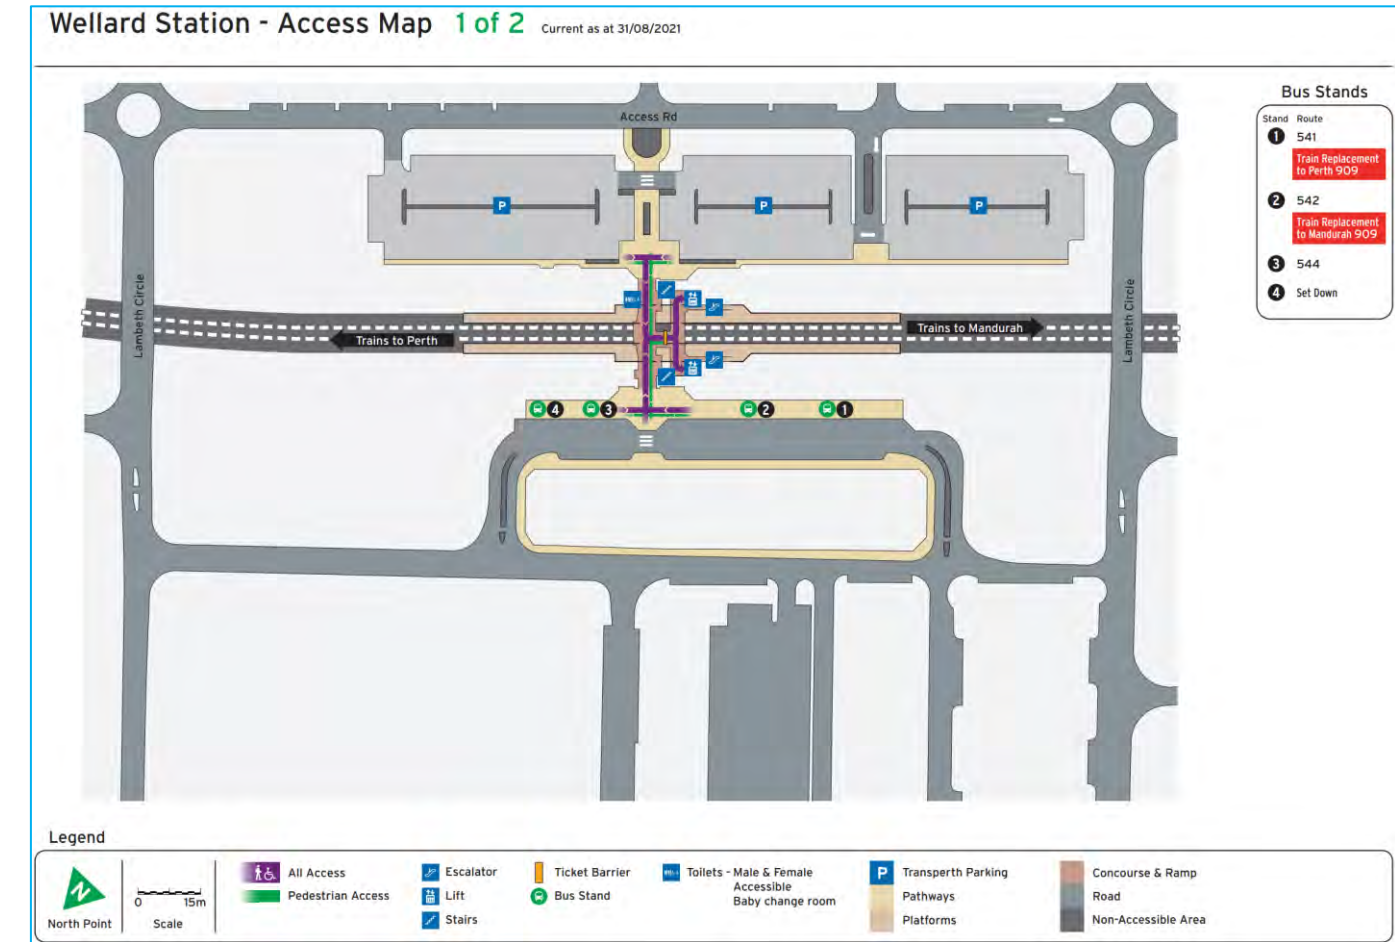 Wellard Station - Access Map 1 of 2 Current as at 31/08/2021
Bus Stands
Stand Route
1 541
Train Replacement
to Perth 909
2 542
Train Replacement
to Mandurah 909
3 544
4 Set Down
Access Rd
P
P
P
Lambeth Circle
Lambeth Circle
Trains to Perth
Trains to Mandurah
4
3
2
1
Legend
N
North Point
0 15m
Scale
All Access
Pedestrian Access
Escalator
Lift
Stairs
Ticket Barrier
Bus Stand
Toilets - Male & Female
Accessible
Baby change room
P Transperth Parking
Pathways
Platforms
Concourse & Ramp
Road
Non-Accessible Area